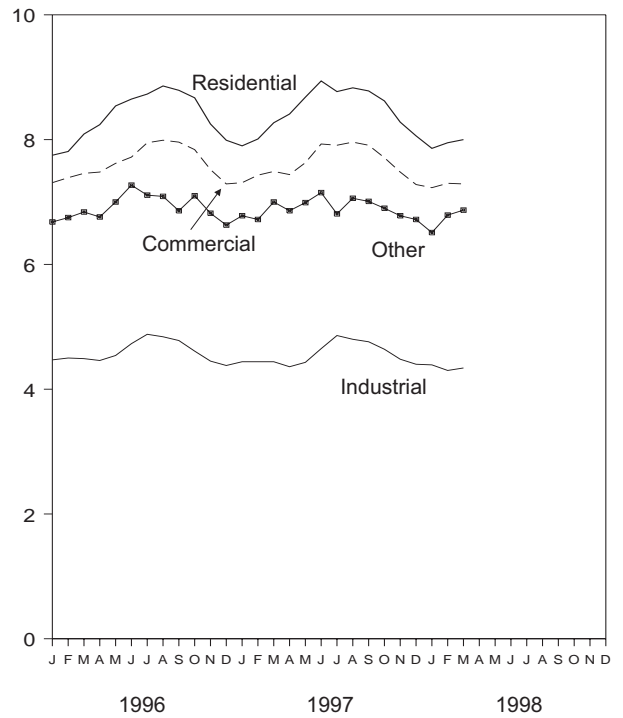 10
Residential
8
Commercial
Other
6
4
Industrial
2
0
J F M A M J J A S O N D J F M A M J J A S O N D J F M A M J J A S O N D
1996 1997 1998